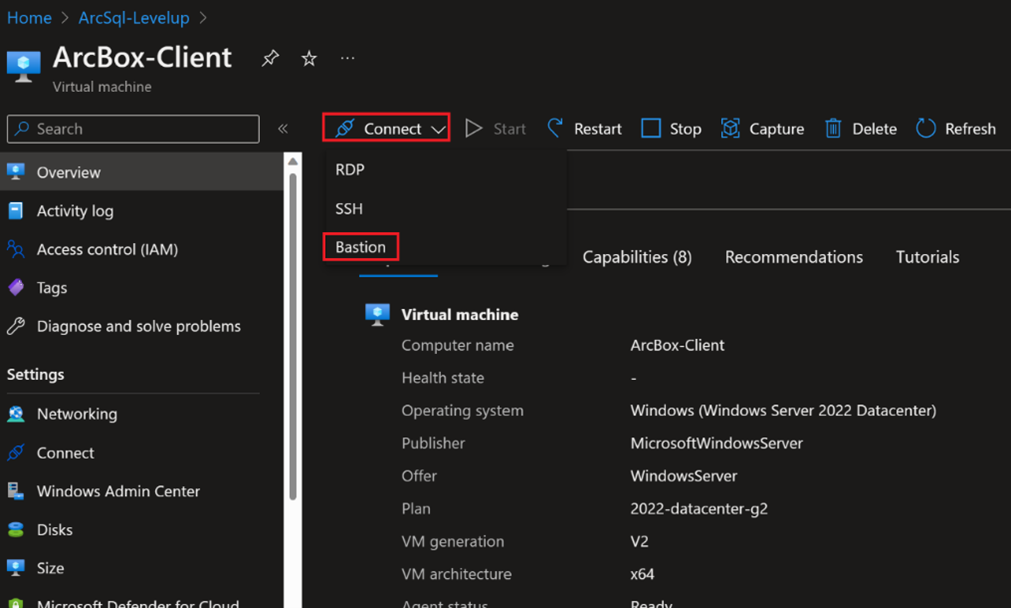 Home > ArcSql-Levelup >
ArcBox-Client
Virtual machine
Search
Connect Start Restart Stop Capture Delete Refresh
RDP
SSH
Bastion
Overview
Activity log
Access control (IAM)
Tags
Diagnose and solve problems
Settings
Networking
Connect
Windows Admin Center
Disks
Size
Microsoft Defender for Cloud
Capabilities (8) Recommendations Tutorials
Virtual machine
Computer name ArcBox-Client
Health state -
Operating system Windows (Windows Server 2022 Datacenter)
Publisher MicrosoftWindowsServer
Offer WindowsServer
Plan 2022-datacenter-g2
VM generation V2
VM architecture x64
Agent status Ready